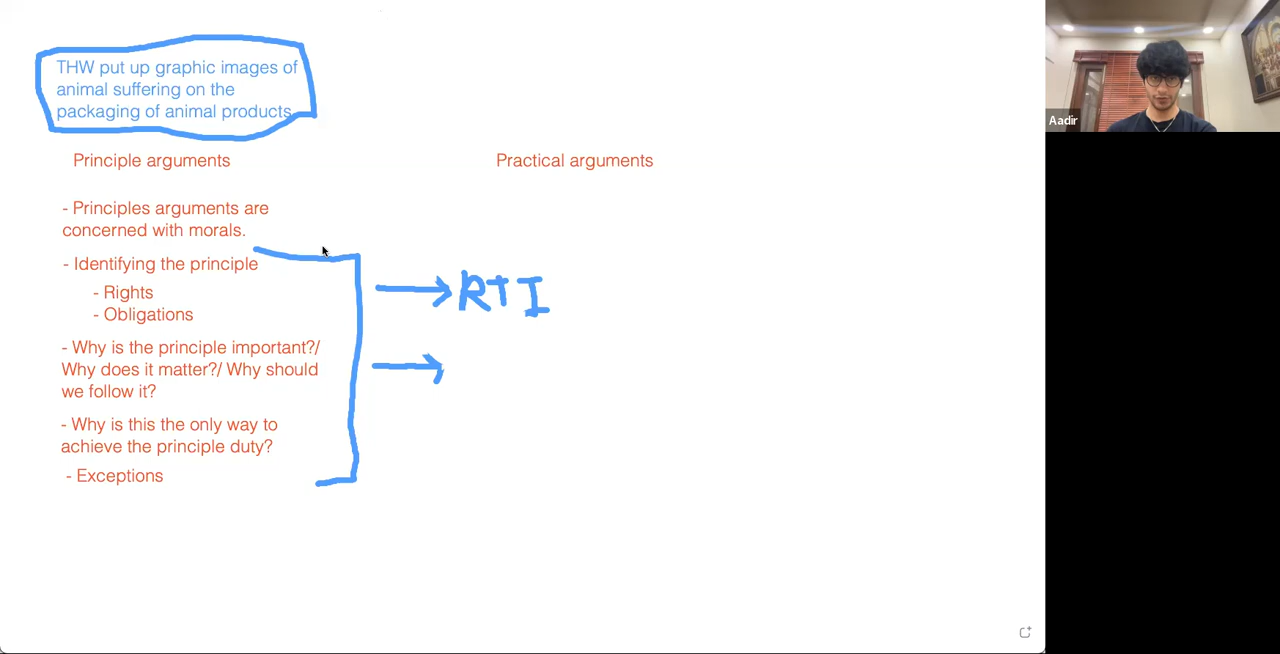 THW put up graphic images of
animal suffering on the
packaging of animal products
Principle arguments
Practical arguments
- Principles arguments are
concerned with morals.
- Identifying the principle
- Rights
- Obligations
- Why is the principle important?/
Why does it matter?/ Why should
we follow it?
- Why is this the only way to
achieve the principle duty?
- Exceptions
RTI
Aadir